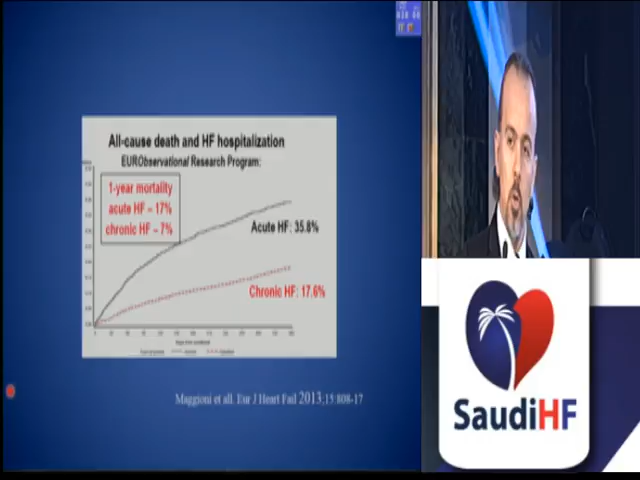 All-cause death and HF hospitalization
EURObservational Research Program:
1-year mortality
acute HF = 17%
chronic HF = 7%
Acute HF: 35.8%
Chronic HF: 17.6%
Maggioni et all. Eur J Heart Fail 2013;15:808-17
SaudiHF